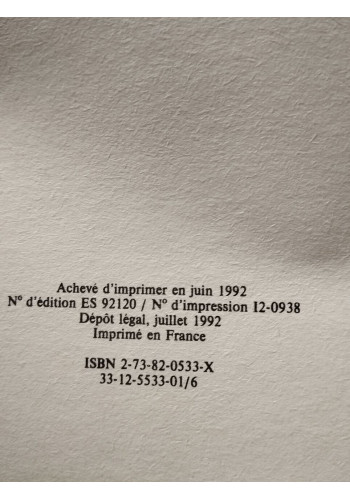 Achevé d'imprimer en juin 1992
N° d'édition ES 92120 / N° d'impression I2-0938
Dépôt légal, juillet 1992
Imprimé en France
ISBN 2-73-82-0533-X
33-12-5533-01/6